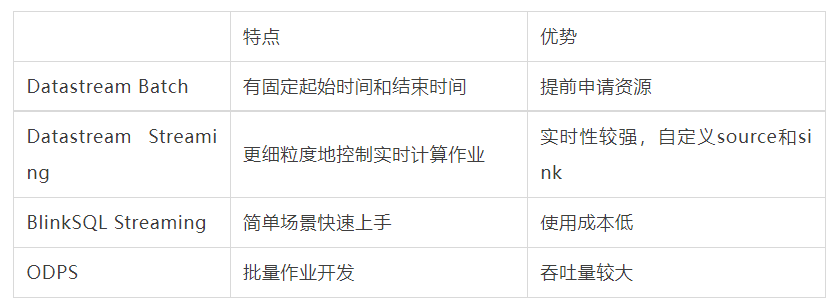 特点 优势
Datastream Batch 有固定起始时间和结束时间 提前申请资源
Datastream Streami 更细粒度地控制实时计算作业 实时性较强，自定义source和si
ng nk
BlinkSQL Streaming 简单场景快速上手 使用成本低
ODPS 批量作业开发 吞吐量较大